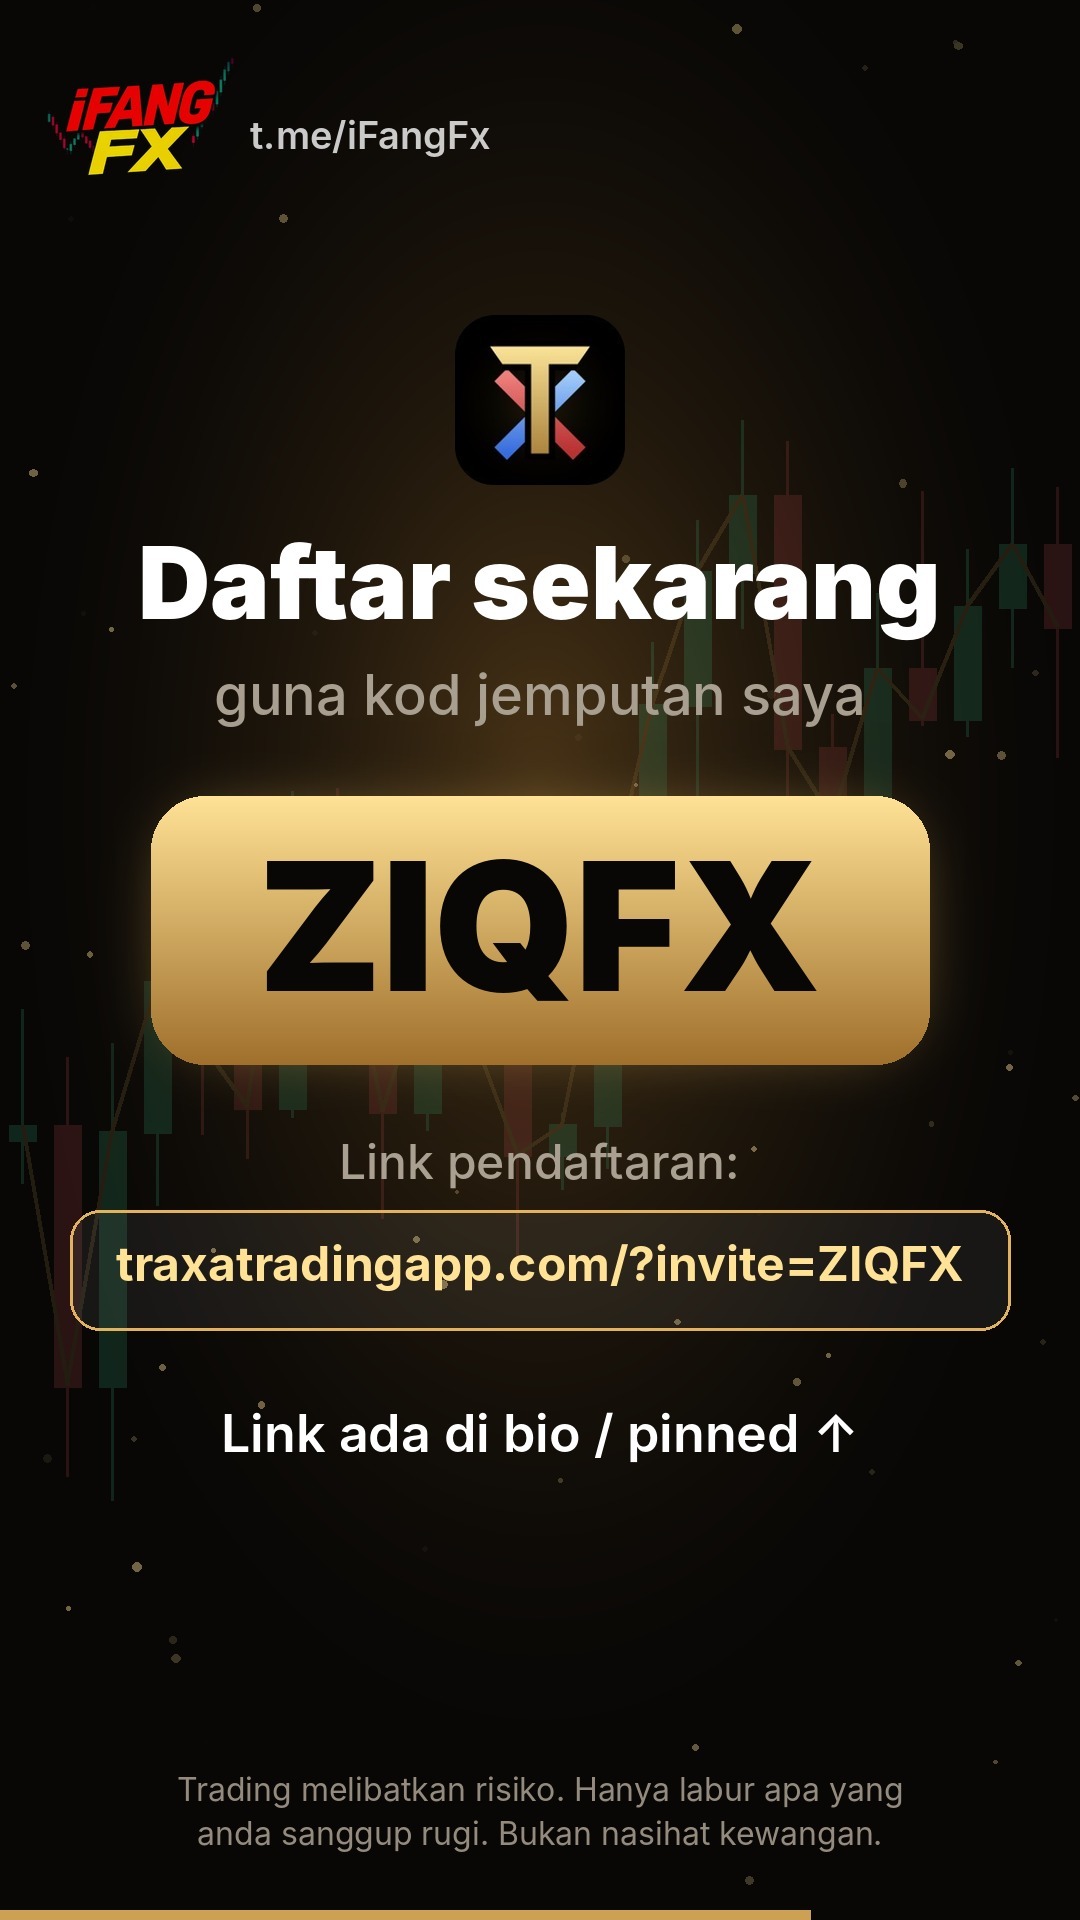 iFANG
FX
t.me/iFangFx
T
Daftar sekarang
guna kod jemputan saya
ZIQFX
Link pendaftaran:
traxatradingapp.com/?invite=ZIQFX
Link ada di bio / pinned ↑
Trading melibatkan risiko. Hanya labur apa yang
anda sanggup rugi. Bukan nasihat kewangan.